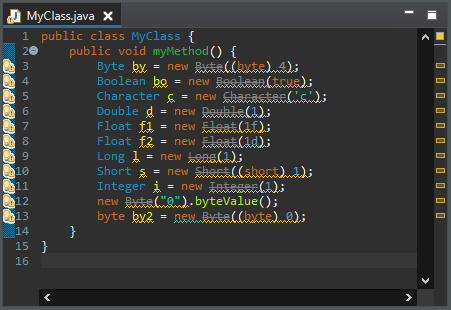 MyClass.java
1 public class MyClass {
2 public void myMethod() {
3 Byte by = new Byte((byte) 4);
4 Boolean bo = new Boolean(true);
5 Character c = new Character('c');
6 Double d = new Double(1);
7 Float f1 = new Float(1f);
8 Float f2 = new Float(1d);
9 Long l = new Long(1);
10 Short s = new Short((short) 1);
11 Integer i = new Integer(1);
12 new Byte("0").byteValue();
13 byte by2 = new Byte((byte) 0);
14 }
15 }
16